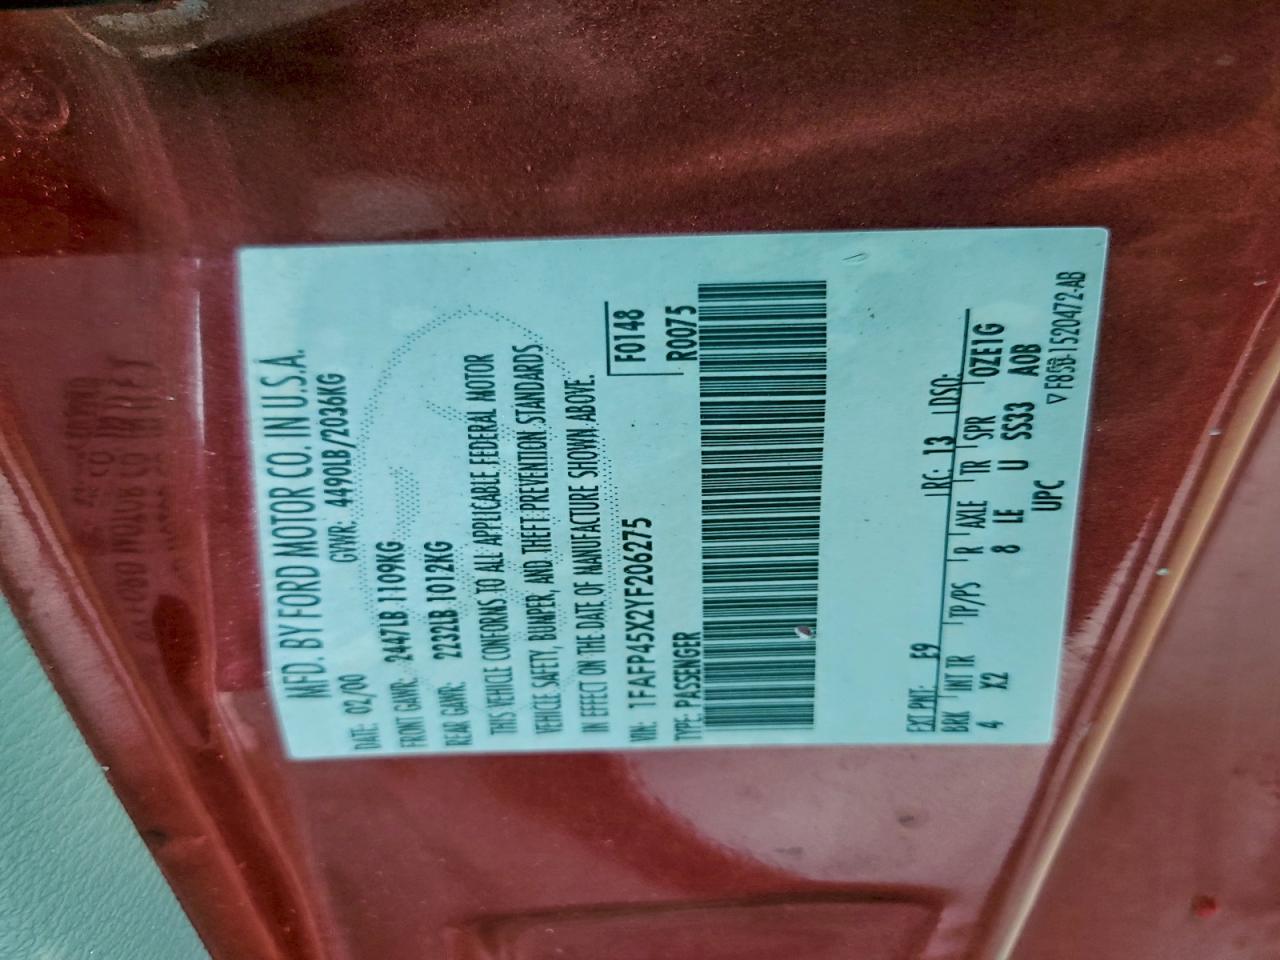 MFD. BY FORD MOTOR CO. IN U.S.A.
DATE: 02/00 GVWR: 4490LB/2036KG
FRONT GAWR: 2447LB 1109KG
REAR GAWR: 2232LB 1012KG
THIS VEHICLE CONFORMS TO ALL APPLICABLE FEDERAL MOTOR
VEHICLE SAFETY, BUMPER, AND THEFT PREVENTION STANDARDS
IN EFFECT ON THE DATE OF MANUFACTURE SHOWN ABOVE.
VIN: 1FAFP45X2YF206275 F0148
TYPE: PASSENGER R0075
EXT PNT: E9 RC: 13 DSO:
BRK INT TR TP/PS R AXLE TR SPR 0ZE1G
4 X2 8 LE U SS33 A0B
UPC